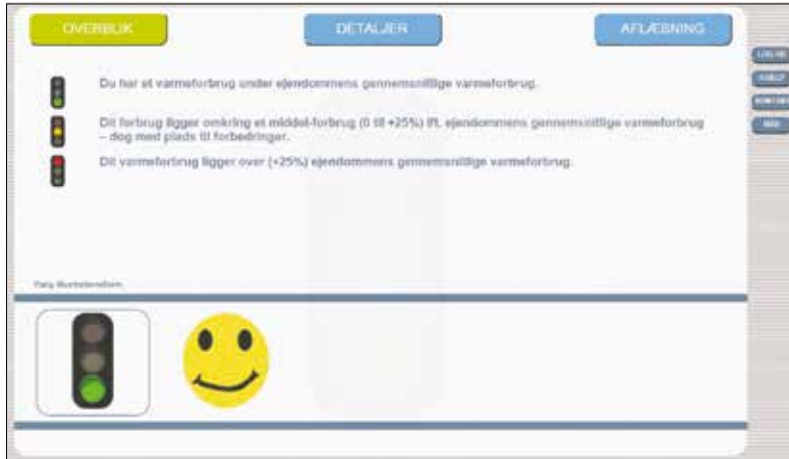 OVERBLIK
DETALJER
AFLÆSNING
Du har et varmeforbrug under ejendommens gennemsnitlige varmeforbrug.
Dit forbrug ligger omkring et middel-forbrug (0 til +25%) ift. ejendommens gennemsnitlige varmeforbrug
– dog med plads til forbedringer.
Dit varmeforbrug ligger over (+25%) ejendommens gennemsnitlige varmeforbrug.
LOG UD